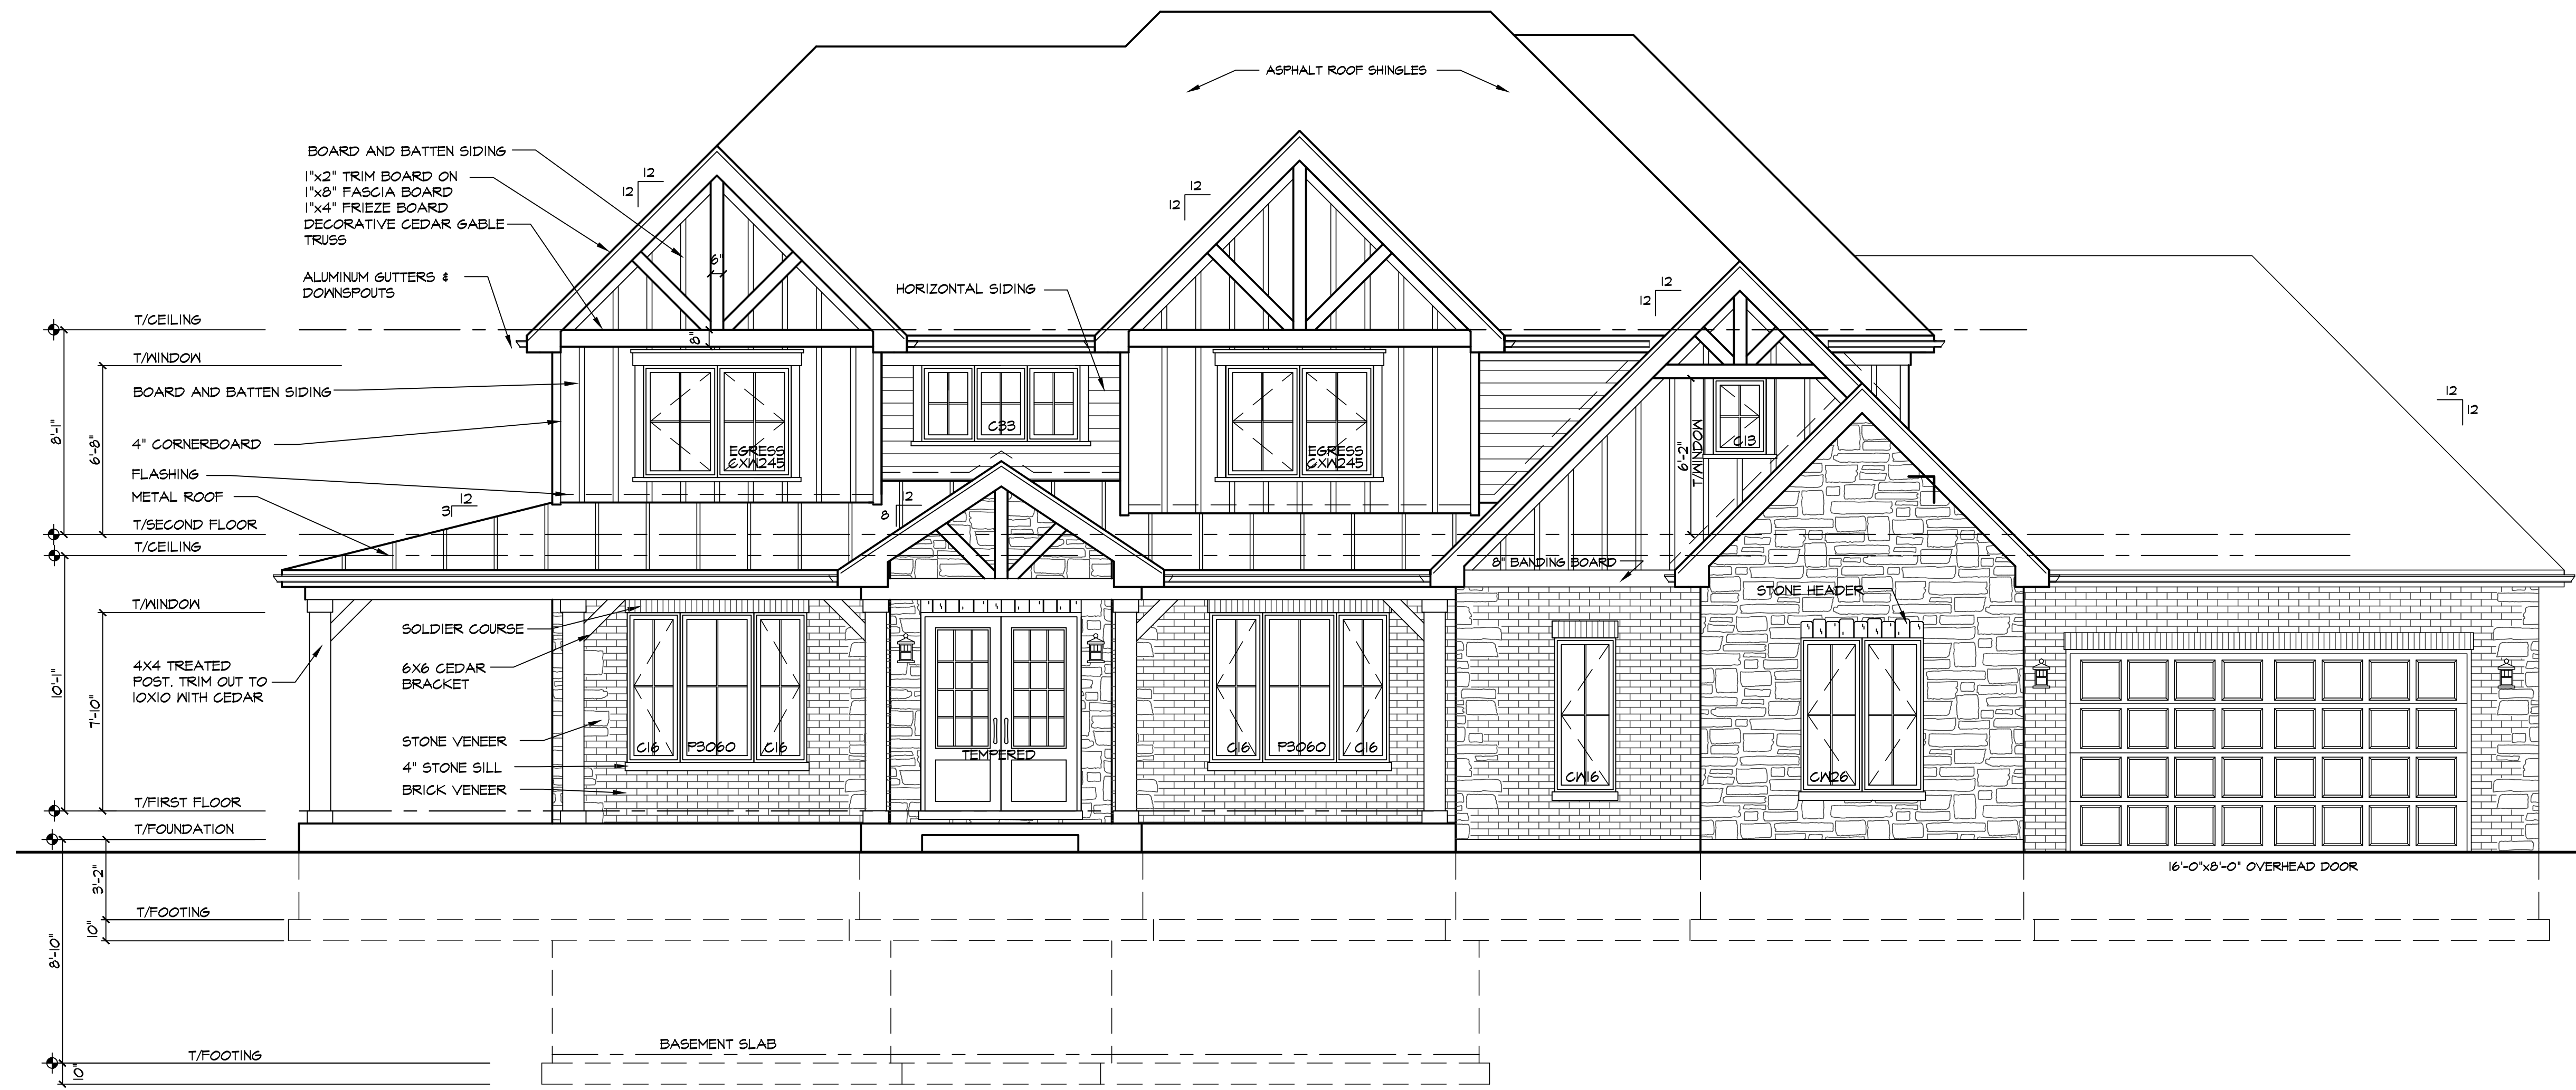 ASPHALT ROOF SHINGLES
BOARD AND BATTEN SIDING
1"x2" TRIM BOARD ON
1"x8" FASCIA BOARD
1"x4" FRIEZE BOARD
DECORATIVE CEDAR GABLE
TRUSS
ALUMINUM GUTTERS &
DOWNSPOUTS
12
12
12
12
12
12
12
12
6"
8"
HORIZONTAL SIDING
T/CEILING
T/WINDOW
BOARD AND BATTEN SIDING
8'-1"
6'-8"
4" CORNERBOARD
FLASHING
METAL ROOF
12
3
T/SECOND FLOOR
T/CEILING
EGRESS
CXW245
C33
EGRESS
CXW245
C13
6'-2"
T/WINDOW
2
8
8" BANDING BOARD
STONE HEADER
T/WINDOW
SOLDIER COURSE
6X6 CEDAR
BRACKET
4X4 TREATED
POST. TRIM OUT TO
10X10 WITH CEDAR
10'-1"
7'-10"
STONE VENEER
4" STONE SILL
BRICK VENEER
C16
P3060
C16
TEMPERED
C16
P3060
C16
CW16
CW26
T/FIRST FLOOR
T/FOUNDATION
16'-0"x8'-0" OVERHEAD DOOR
3'-2"
T/FOOTING
10"
8'-10"
BASEMENT SLAB
T/FOOTING
10"